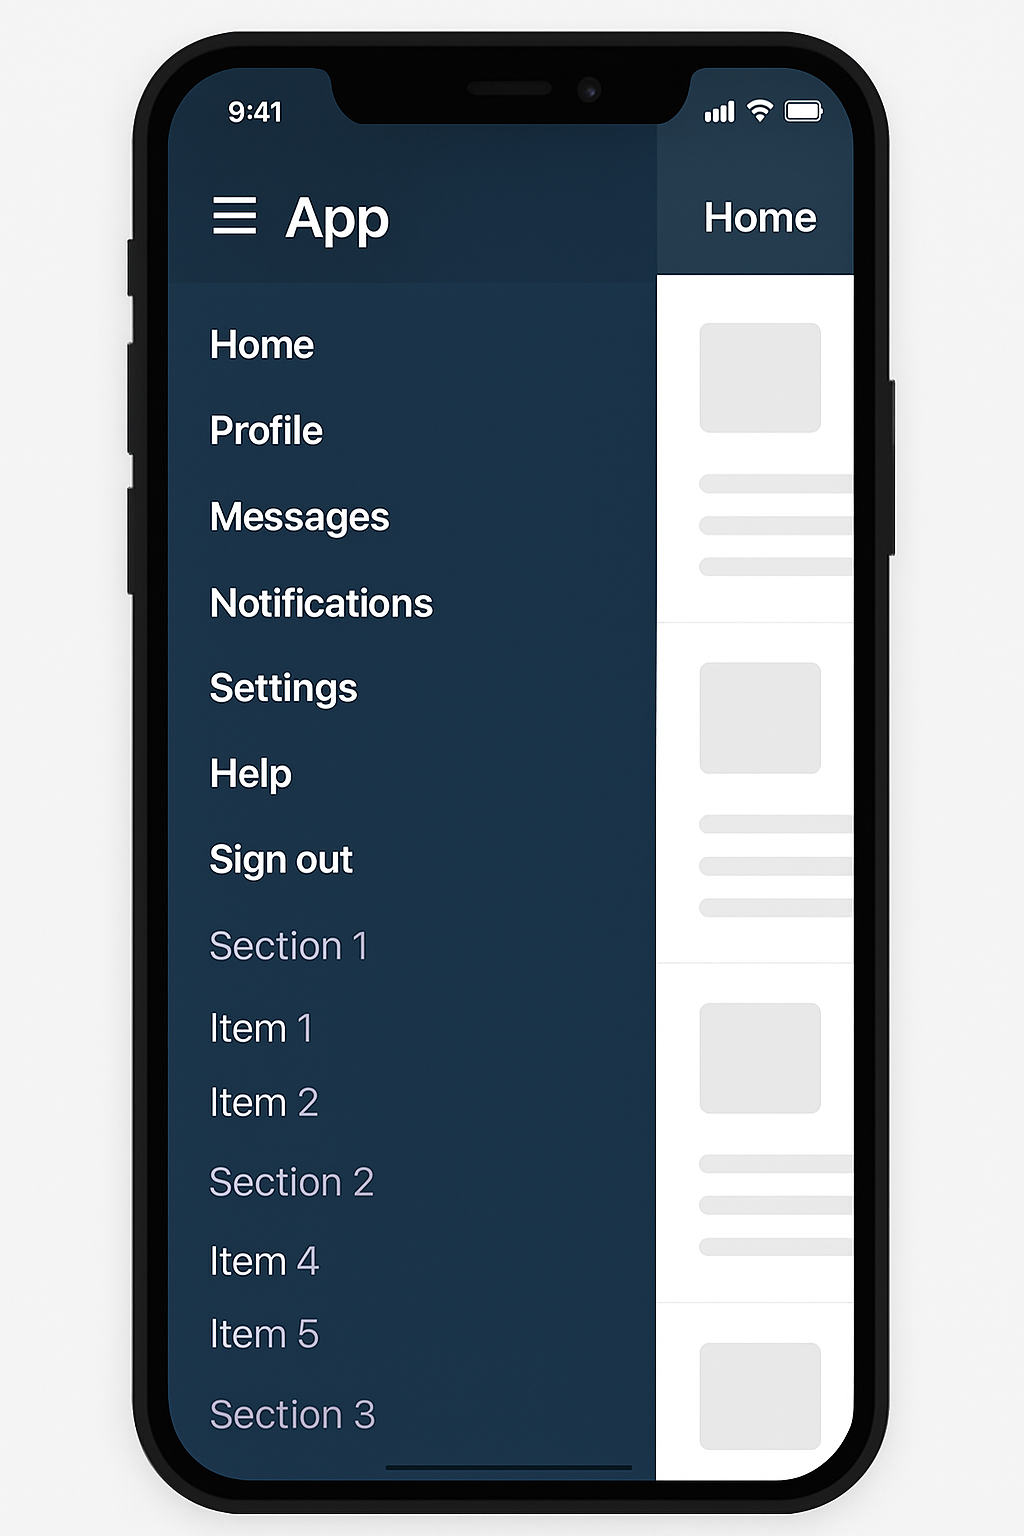 9:41
App
Home
Home
Profile
Messages
Notifications
Settings
Help
Sign out
Section 1
Item 1
Item 2
Section 2
Item 4
Item 5
Section 3